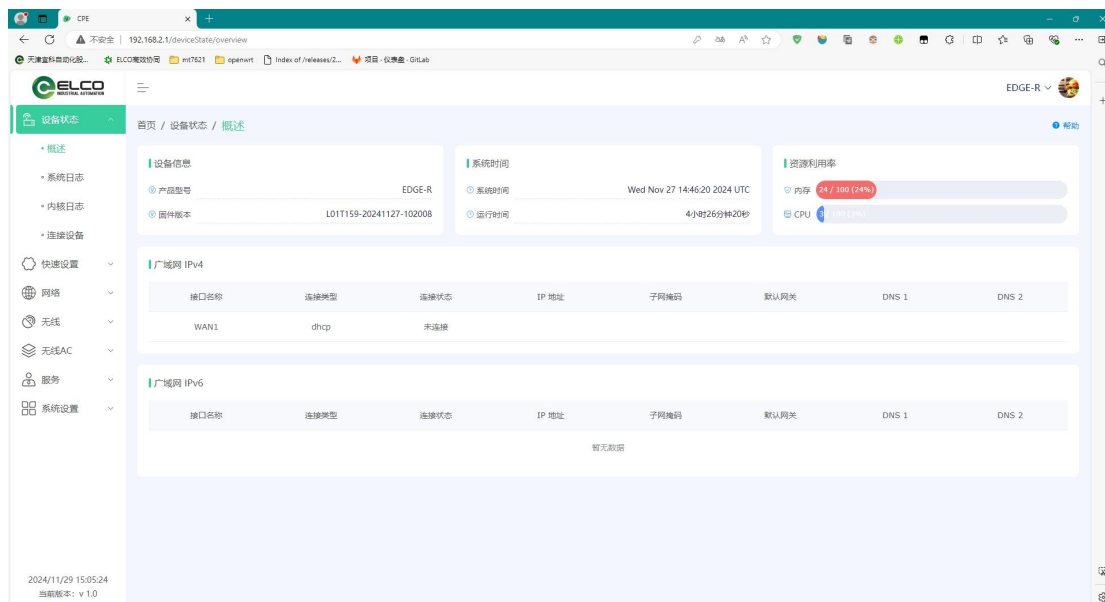 CPE
不安全 | 192.168.2.1/deviceState/overview
天津宜科自动化股... ELCO高效协同 mt7621 openwrt Index of /releases/2... 项目 · 仪表盘 · GitLab
ELCO
INDUSTRIAL AUTOMATION
EDGE-R
设备状态
首页 / 设备状态 / 概述
帮助
概述
系统日志
内核日志
连接设备
快速设置
网络
无线
无线AC
服务
系统设置
设备信息
产品型号 EDGE-R
固件版本 L01T159-20241127-102008
系统时间
系统时间 Wed Nov 27 14:46:20 2024 UTC
运行时间 4小时26分钟20秒
资源利用率
内存 24 / 100 (24%)
CPU 3 / 100 (3%)
广域网 IPv4
接口名称 连接类型 连接状态 IP 地址 子网掩码 默认网关 DNS 1 DNS 2
WAN1 dhcp 未连接
广域网 IPv6
接口名称 连接类型 连接状态 IP 地址 子网掩码 默认网关 DNS 1 DNS 2
暂无数据
2024/11/29 15:05:24
当前版本：v 1.0